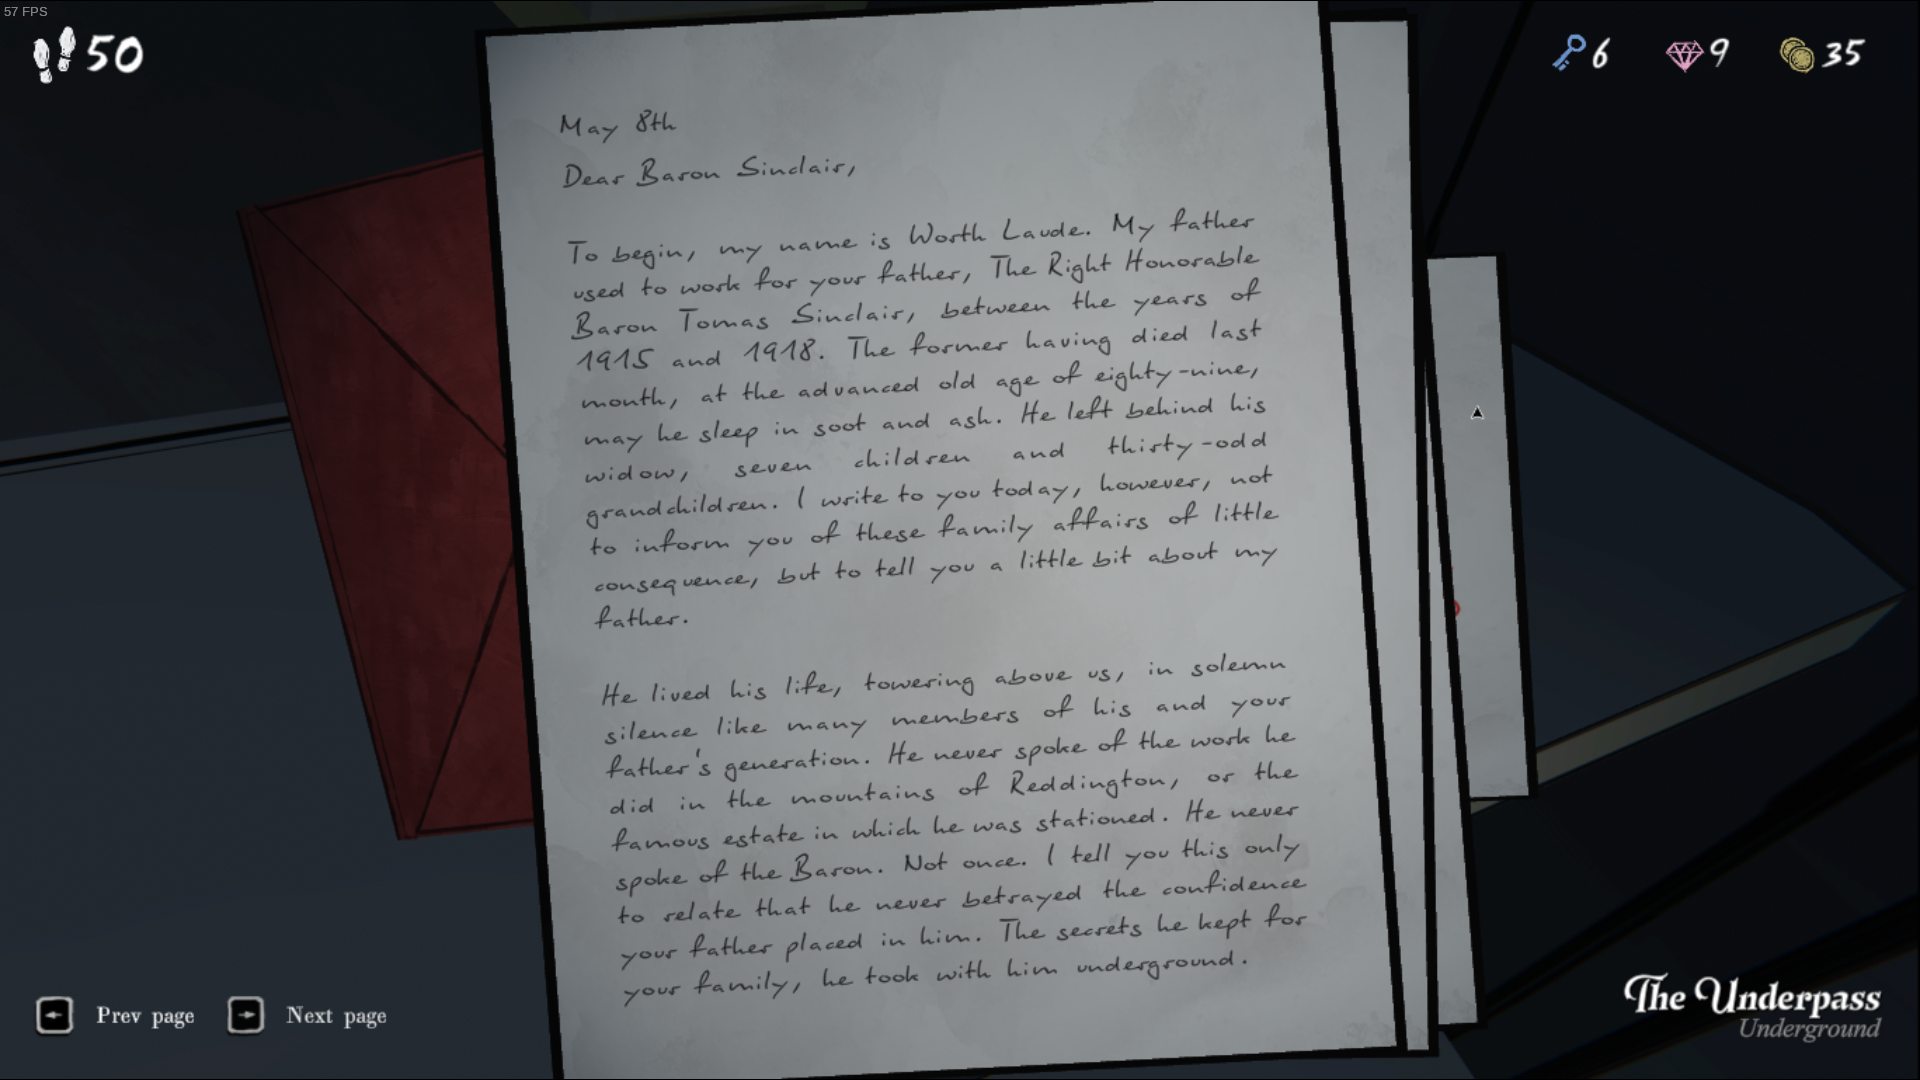 57 FPS
50
6
9
35
May 8th
Dear Baron Sinclair,
To begin, my name is Worth Laude. My father
used to work for your father, The Right Honorable
Baron Tomas Sinclair, between the years of
1915 and 1918. The former having died last
month, at the advanced old age of eighty-nine,
may he sleep in soot and ash. He left behind his
widow, seven children and thirty-odd
grandchildren. I write to you today, however, not
to inform you of these family affairs of little
consequence, but to tell you a little bit about my
father.
He lived his life, towering above us, in solemn
silence like many members of his and your
father's generation. He never spoke of the work he
did in the mountains of Reddington, or the
famous estate in which he was stationed. He never
spoke of the Baron. Not once. I tell you this only
to relate that he never betrayed the confidence
your father placed in him. The secrets he kept for
your family, he took with him underground.
Prev page
Next page
The Underpass
Underground